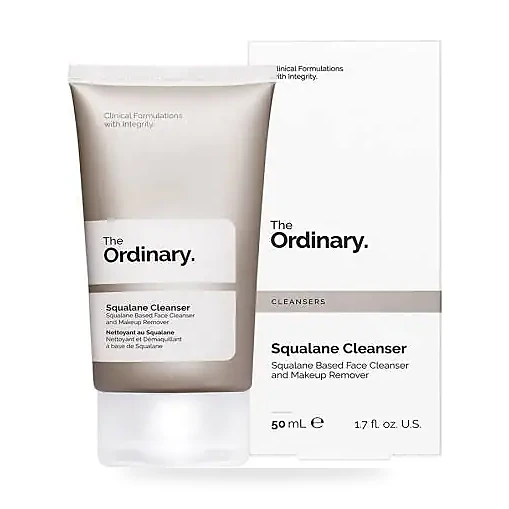 Clinical Formulations
with Integrity.
The
Ordinary.
Squalane Cleanser
Squalane Based Face Cleanser
and Makeup Remover
Nettoyant au Squalane
Nettoyant et Démaquillant
à base de Squalane
Clinical Formulations
with Integrity.
The
Ordinary.
CLEANSERS
Squalane Cleanser
Squalane Based Face Cleanser
and Makeup Remover
50 mL ℮ 1.7 fl. oz. U.S.